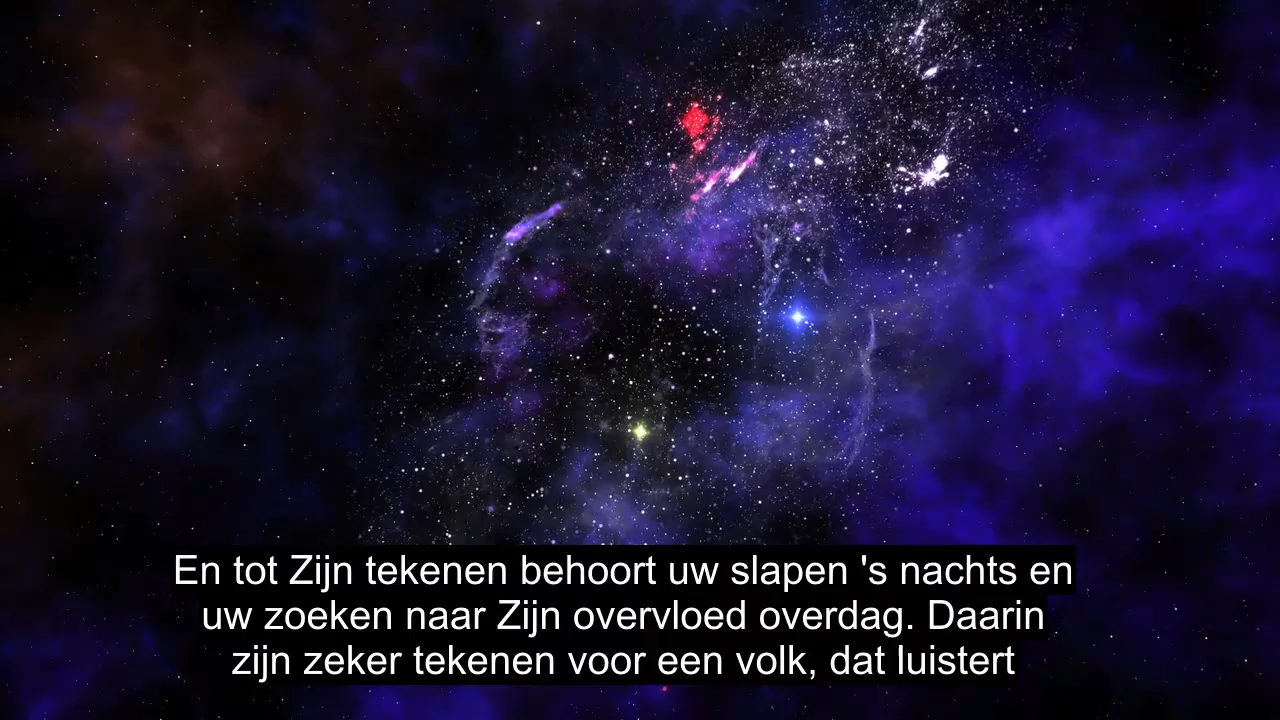 En tot Zijn tekenen behoort uw slapen 's nachts en
uw zoeken naar Zijn overvloed overdag. Daarin
zijn zeker tekenen voor een volk, dat luistert